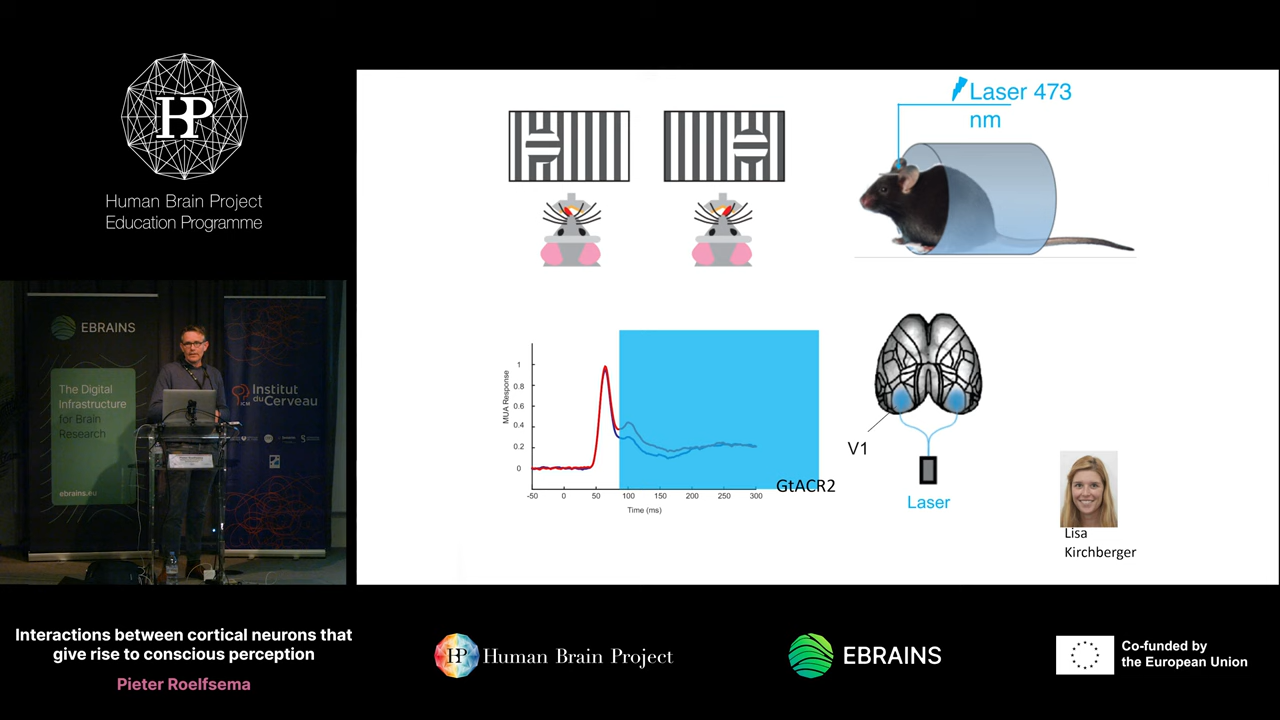 HP
Human Brain Project
Education Programme
EBRAINS
The Digital
Infrastructure
for Brain
Research
ebrains.eu
ICM
Institut
du Cerveau
Interactions between cortical neurons that
give rise to conscious perception
Pieter Roelfsema
Laser 473
nm
MUA Response
1
0.8
0.6
0.4
0.2
0
-50
0
50
100
150
200
250
300
Time (ms)
GtACR2
V1
Laser
Lisa
Kirchberger
HP
Human Brain Project
EBRAINS
Co-funded by
the European Union